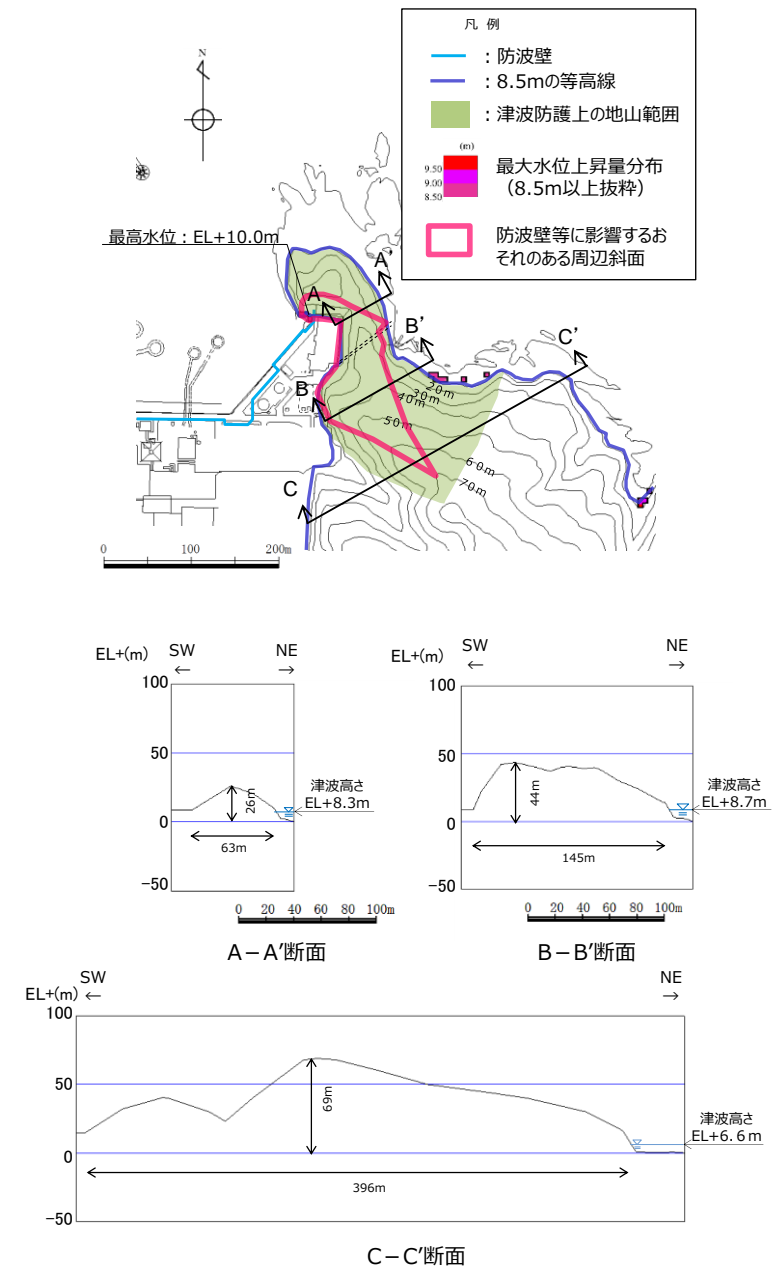 凡 例
：防波壁
：8.5mの等高線
：津波防護上の地山範囲
(m)
9.50
9.00
8.50
最大水位上昇量分布
（8.5m以上抜粋）
防波壁等に影響するお
それのある周辺斜面
N
最高水位：EL+10.0m
A
A’
B
B’
C
C’
20m
30m
40m
50m
60m
70m
0 100 200m
EL+(m)
SW
←
NE
→
100
50
0
−50
26m
63m
津波高さ
EL+8.3m
0 20 40 60 80 100m
A−A’断面
EL+(m)
SW
←
NE
→
100
50
0
−50
44m
145m
津波高さ
EL+8.7m
0 20 40 60 80 100m
B−B’断面
EL+(m)
SW
←
NE
→
100
50
0
−50
69m
396m
津波高さ
EL+6.6m
C−C’断面